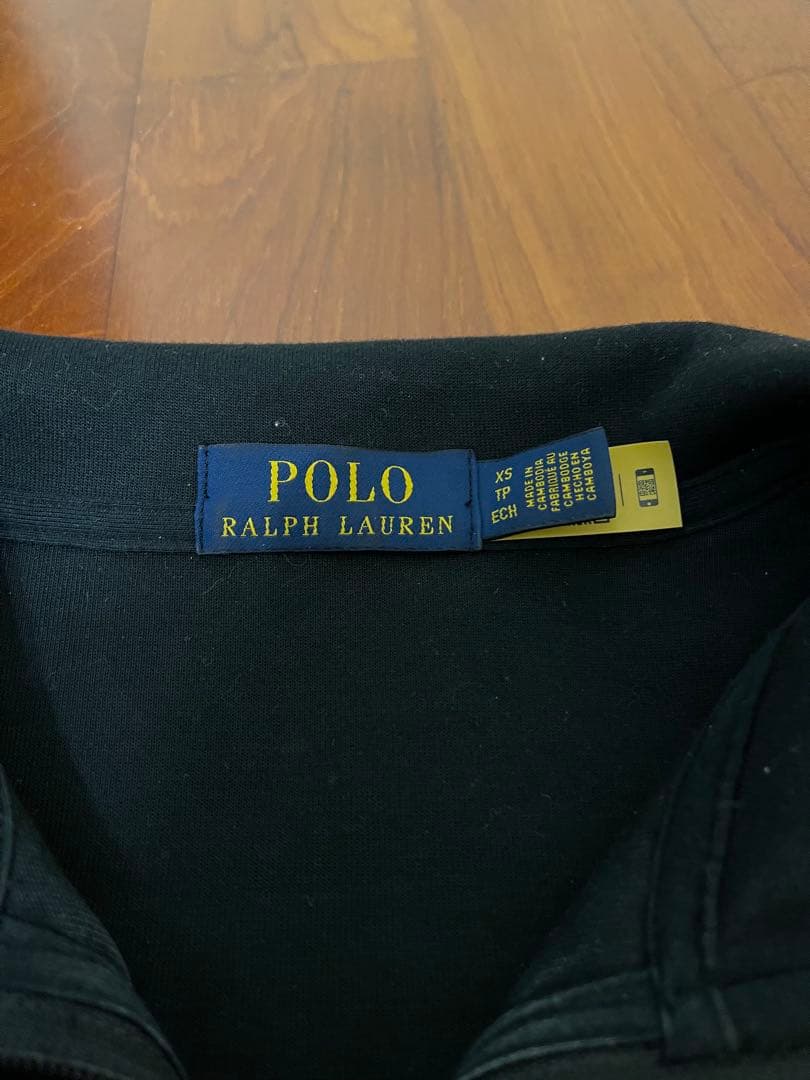 POLO
RALPH LAUREN
XS
TP
ECH
MADE IN
CAMBODIA
FABRIQUÉ AU
CAMBODGE
HECHO EN
CAMBOYA